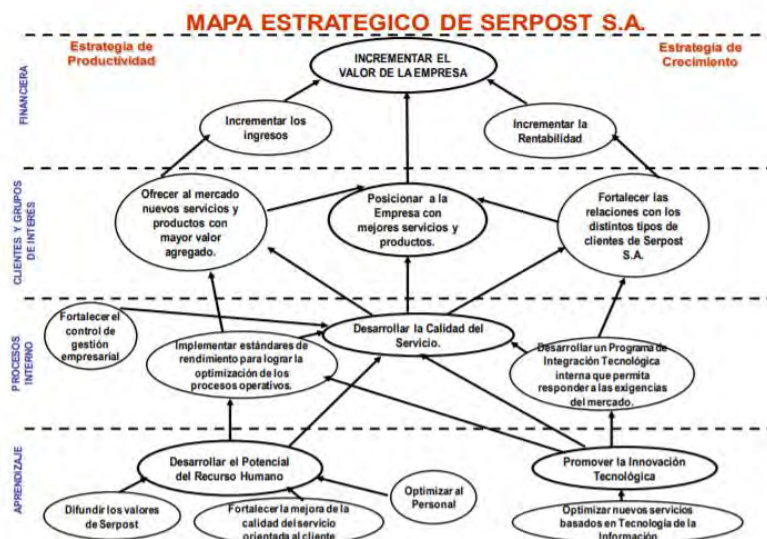 MAPA ESTRATEGICO DE SERPOST S.A.
Estrategia de
Productividad
Estrategia de
Crecimiento
FINANCIERA
INCREMENTAR EL
VALOR DE LA EMPRESA
Incrementar los
ingresos
Incrementar la
Rentabilidad
CLIENTES Y GRUPOS
DE INTERÉS
Ofrecer al mercado
nuevos servicios y
productos con
mayor valor
agregado.
Posicionar a la
Empresa con
mejores servicios y
productos.
Fortalecer las
relaciones con los
distintos tipos de
clientes de Serpost
S.A.
PROCESOS
INTERNO
Fortalecer el
control de
gestión
empresarial
Implementar estándares de
rendimiento para lograr la
optimización de los
procesos operativos.
Desarrollar la Calidad del
Servicio.
Desarrollar un Programa de
Integración Tecnológica
interna que permita
responder a las exigencias
del mercado.
APRENDIZAJE
Desarrollar el Potencial
del Recurso Humano
Promover la Innovación
Tecnológica
Difundir los valores
de Serpost
Fortalecer la mejora de la
calidad del servicio
orientada al cliente
Optimizar al
Personal
Optimizar nuevos servicios
basados en Tecnología de la
Información